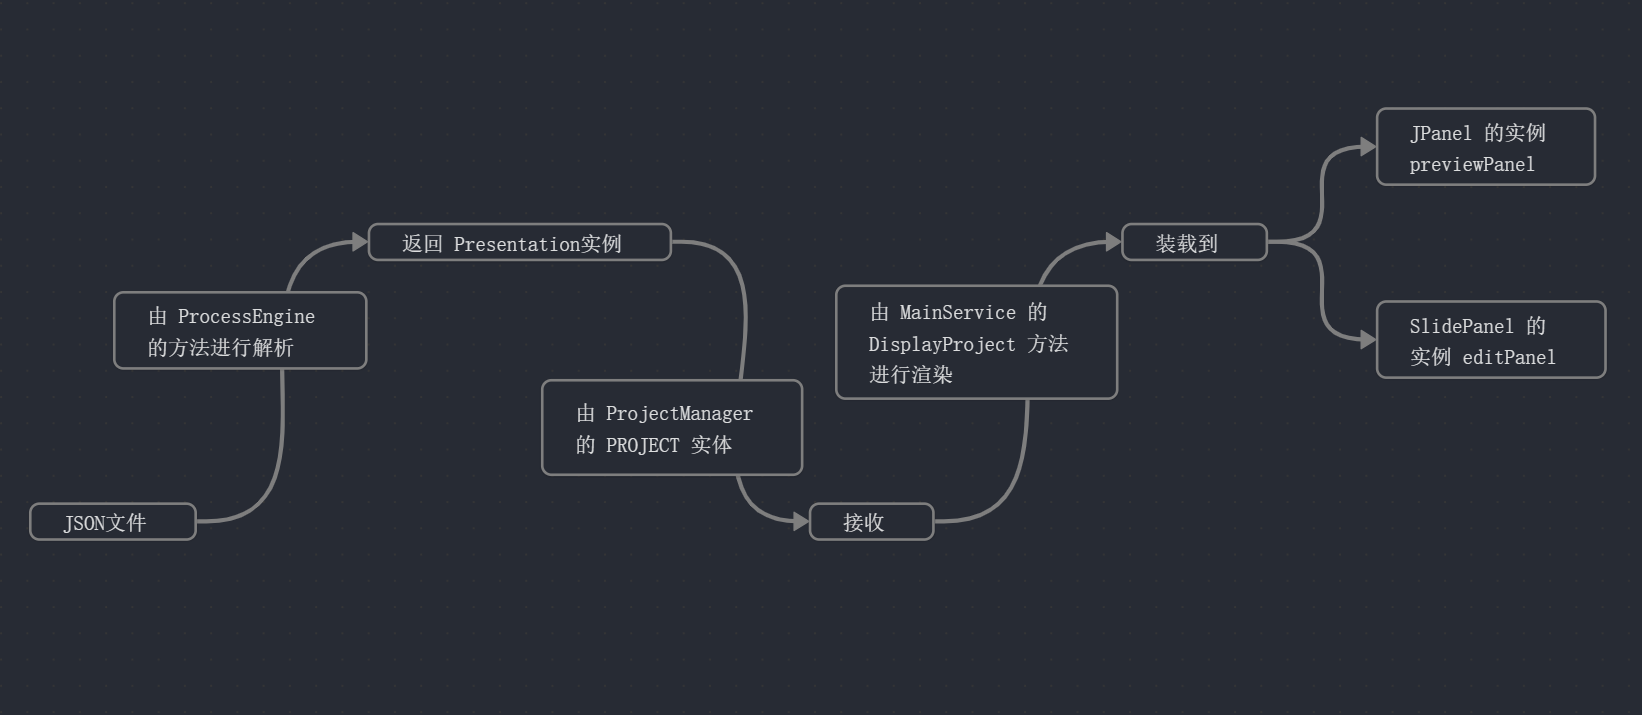 JSON文件
由 ProcessEngine
的方法进行解析
返回 Presentation实例
由 ProjectManager
的 PROJECT 实体
接收
由 MainService 的
DisplayProject 方法
进行渲染
装载到
JPanel 的实例
previewPanel
SlidePanel 的
实例 editPanel